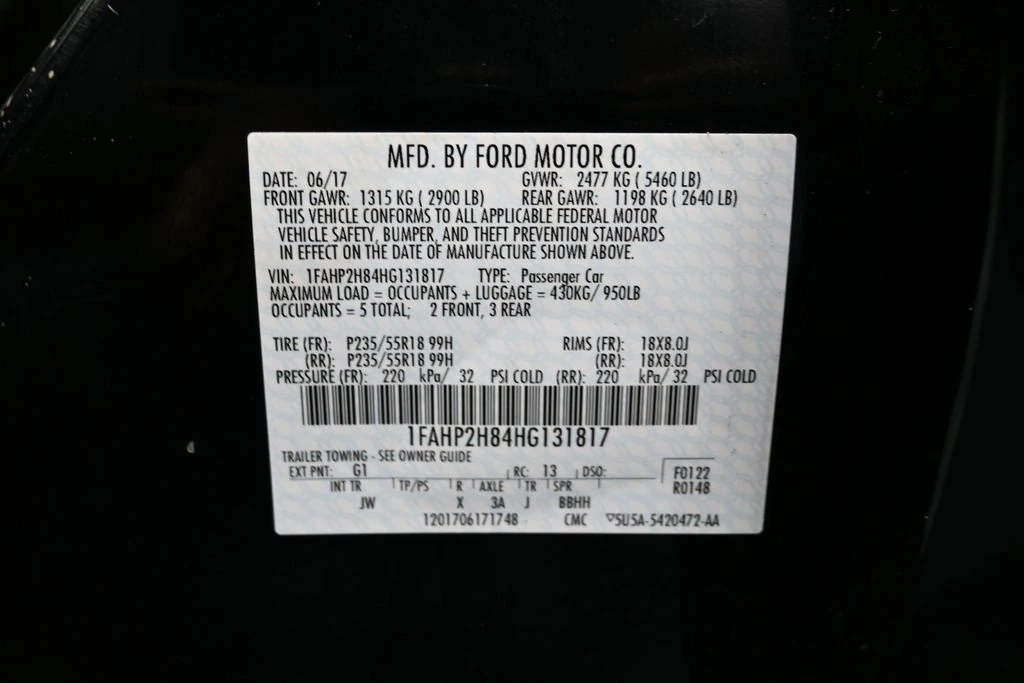 MFD. BY FORD MOTOR CO.
DATE: 06/17 GVWR: 2477 KG ( 5460 LB)
FRONT GAWR: 1315 KG ( 2900 LB) REAR GAWR: 1198 KG ( 2640 LB)
THIS VEHICLE CONFORMS TO ALL APPLICABLE FEDERAL MOTOR
VEHICLE SAFETY, BUMPER, AND THEFT PREVENTION STANDARDS
IN EFFECT ON THE DATE OF MANUFACTURE SHOWN ABOVE.
VIN: 1FAHP2H84HG131817 TYPE: Passenger Car
MAXIMUM LOAD = OCCUPANTS + LUGGAGE = 430KG/ 950LB
OCCUPANTS = 5 TOTAL; 2 FRONT, 3 REAR
TIRE (FR): P235/55R18 99H RIMS (FR): 18X8.0J
(RR): P235/55R18 99H (RR): 18X8.0J
PRESSURE (FR): 220 kPa/ 32 PSI COLD (RR): 220 kPa/ 32 PSI COLD
1FAHP2H84HG131817
TRAILER TOWING - SEE OWNER GUIDE
EXT PNT: G1 RC: 13 DSO: F0122
INT TR TP/PS R AXLE TR SPR R0148
JW X 3A J BBHH
1201706171748 CMC ▽5U5A-5420472-AA